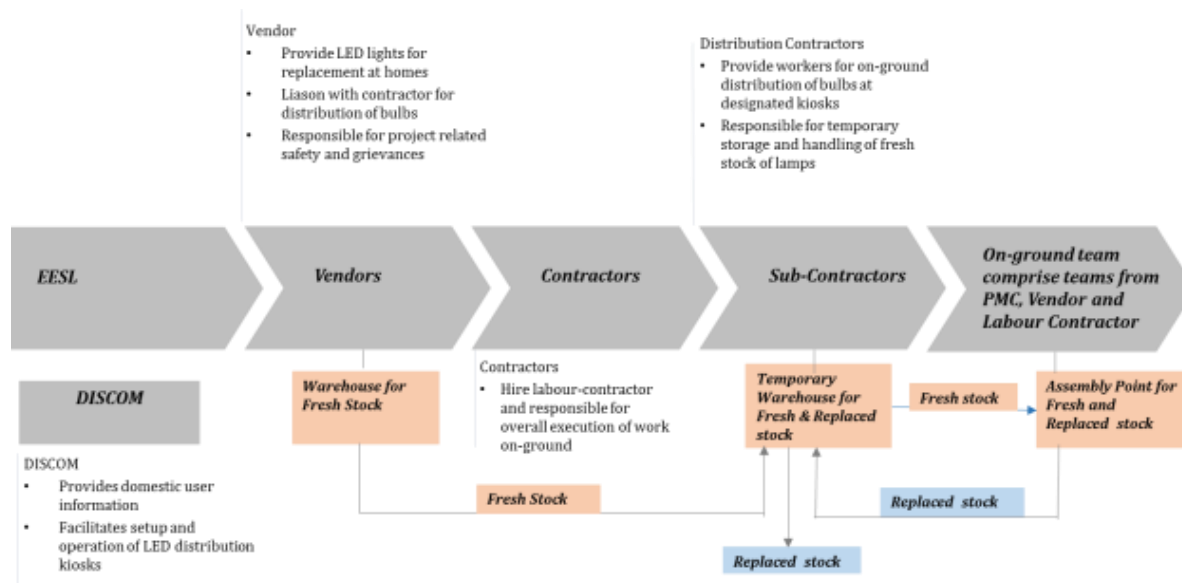 Vendor
• Provide LED lights for
replacement at homes
• Liason with contractor for
distribution of bulbs
• Responsible for project related
safety and grievances
Distribution Contractors
• Provide workers for on-ground
distribution of bulbs at
designated kiosks
• Responsible for temporary
storage and handling of fresh
stock of lamps
EESL
Vendors
Contractors
Sub-Contractors
On-ground team
comprise teams from
PMC, Vendor and
Labour Contractor
DISCOM
Warehouse for
Fresh Stock
Contractors
• Hire labour-contractor
and responsible for
overall execution of work
on-ground
Temporary
Warehouse for
Fresh & Replaced
stock
Fresh stock
Assembly Point for
Fresh and
Replaced stock
DISCOM
• Provides domestic user
information
• Facilitates setup and
operation of LED distribution
kiosks
Fresh Stock
Replaced stock
Replaced stock